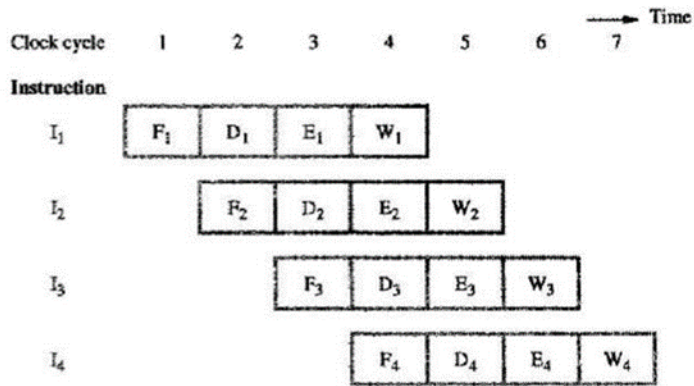 Time
Clock cycle 1 2 3 4 5 6 7
Instruction
I₁ F₁ D₁ E₁ W₁
I₂ F₂ D₂ E₂ W₂
I₃ F₃ D₃ E₃ W₃
I₄ F₄ D₄ E₄ W₄